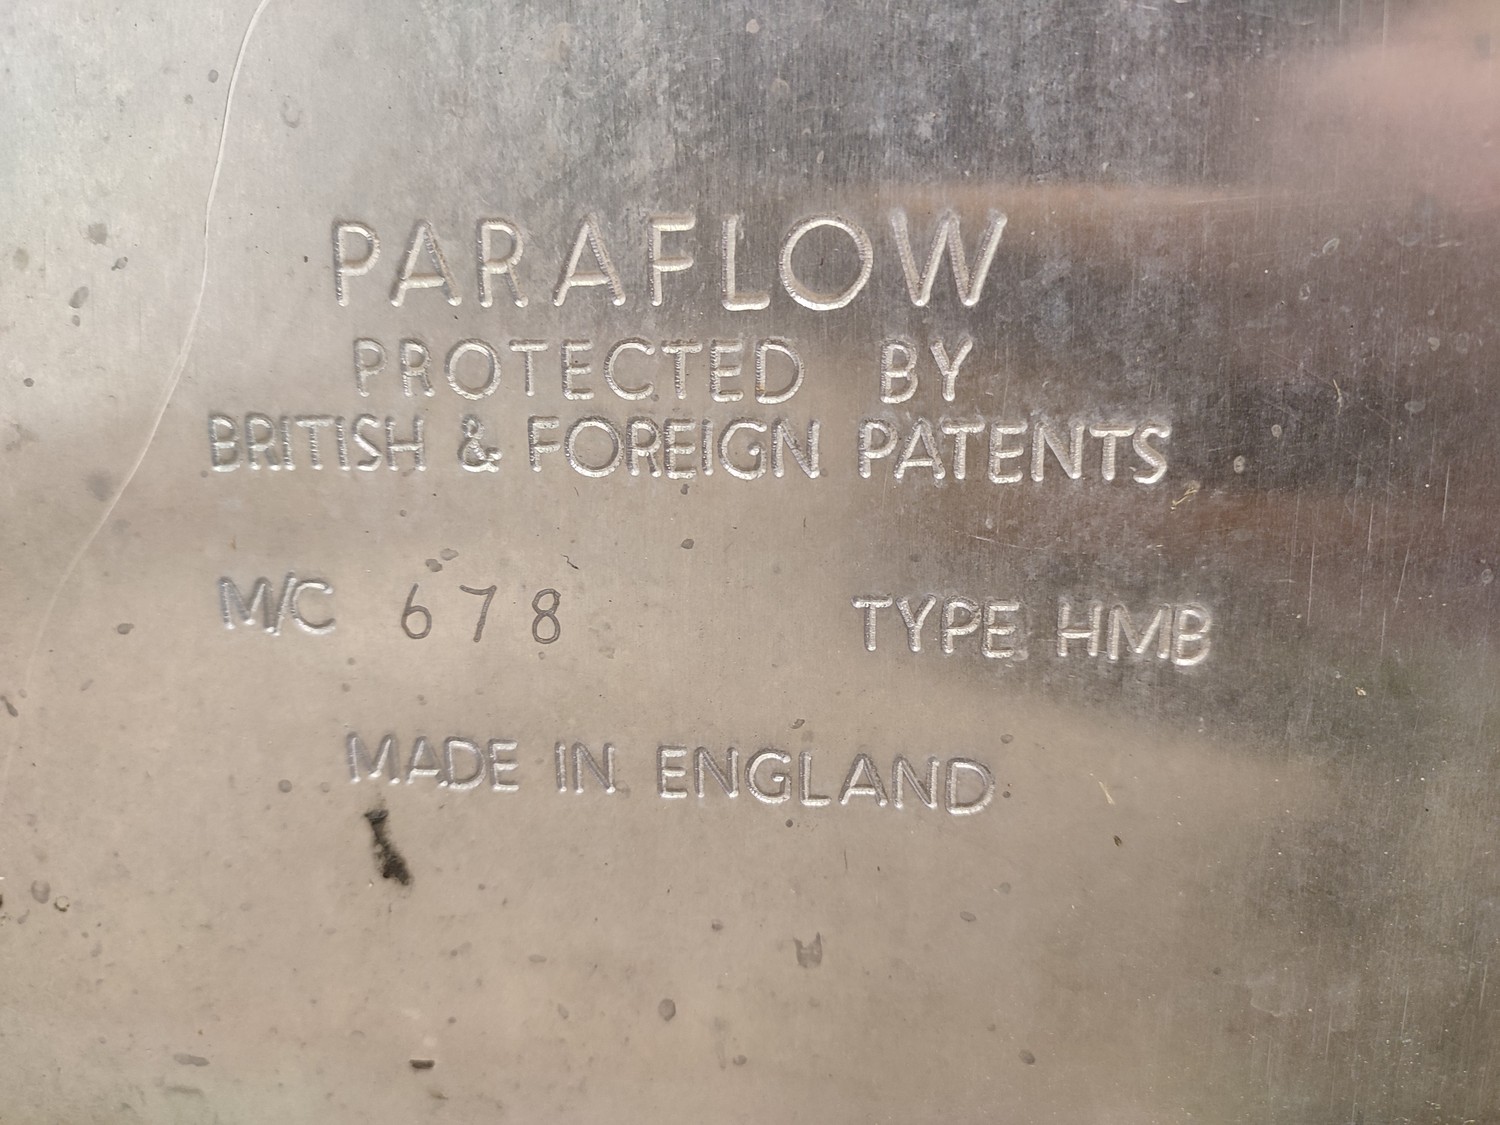 PARAFLOW
PROTECTED BY
BRITISH & FOREIGN PATENTS
M/C 678 TYPE HMB
MADE IN ENGLAND